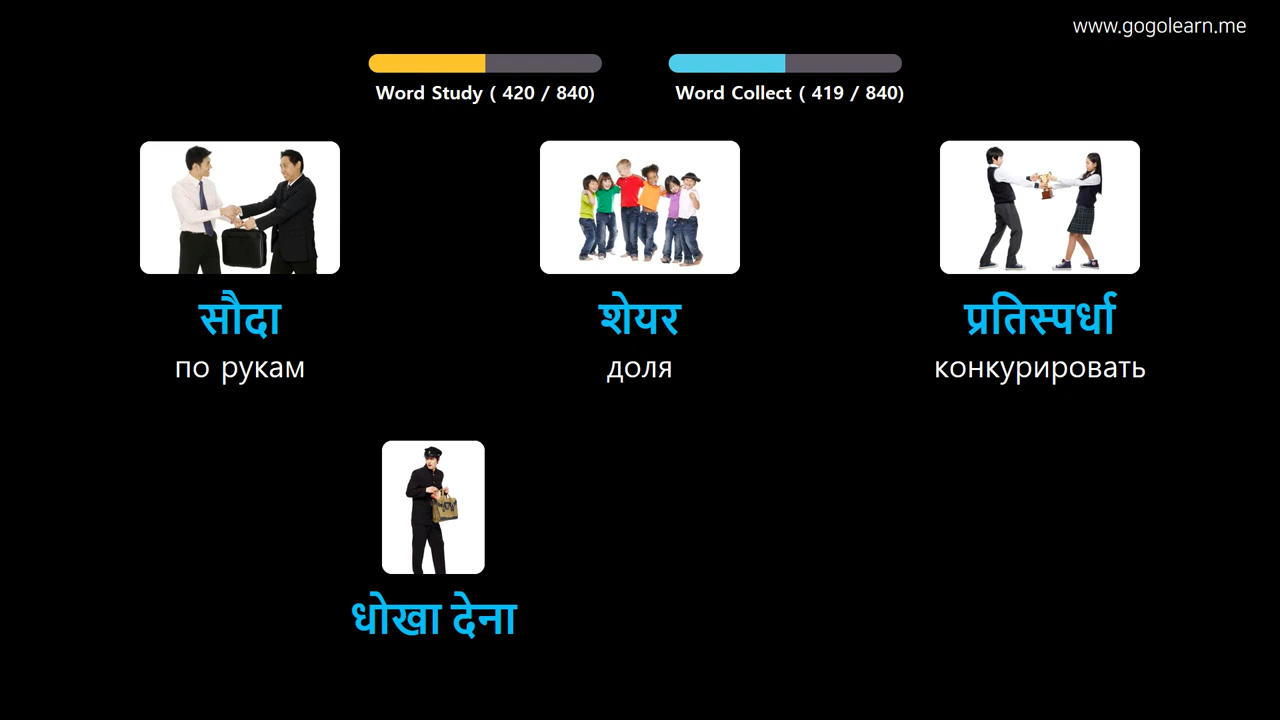 www.gogolearn.me
Word Study ( 420 / 840)
Word Collect ( 419 / 840)
सौदा
शेयर
प्रतिस्पर्धा
по рукам
доля
конкурировать
धोखा देना